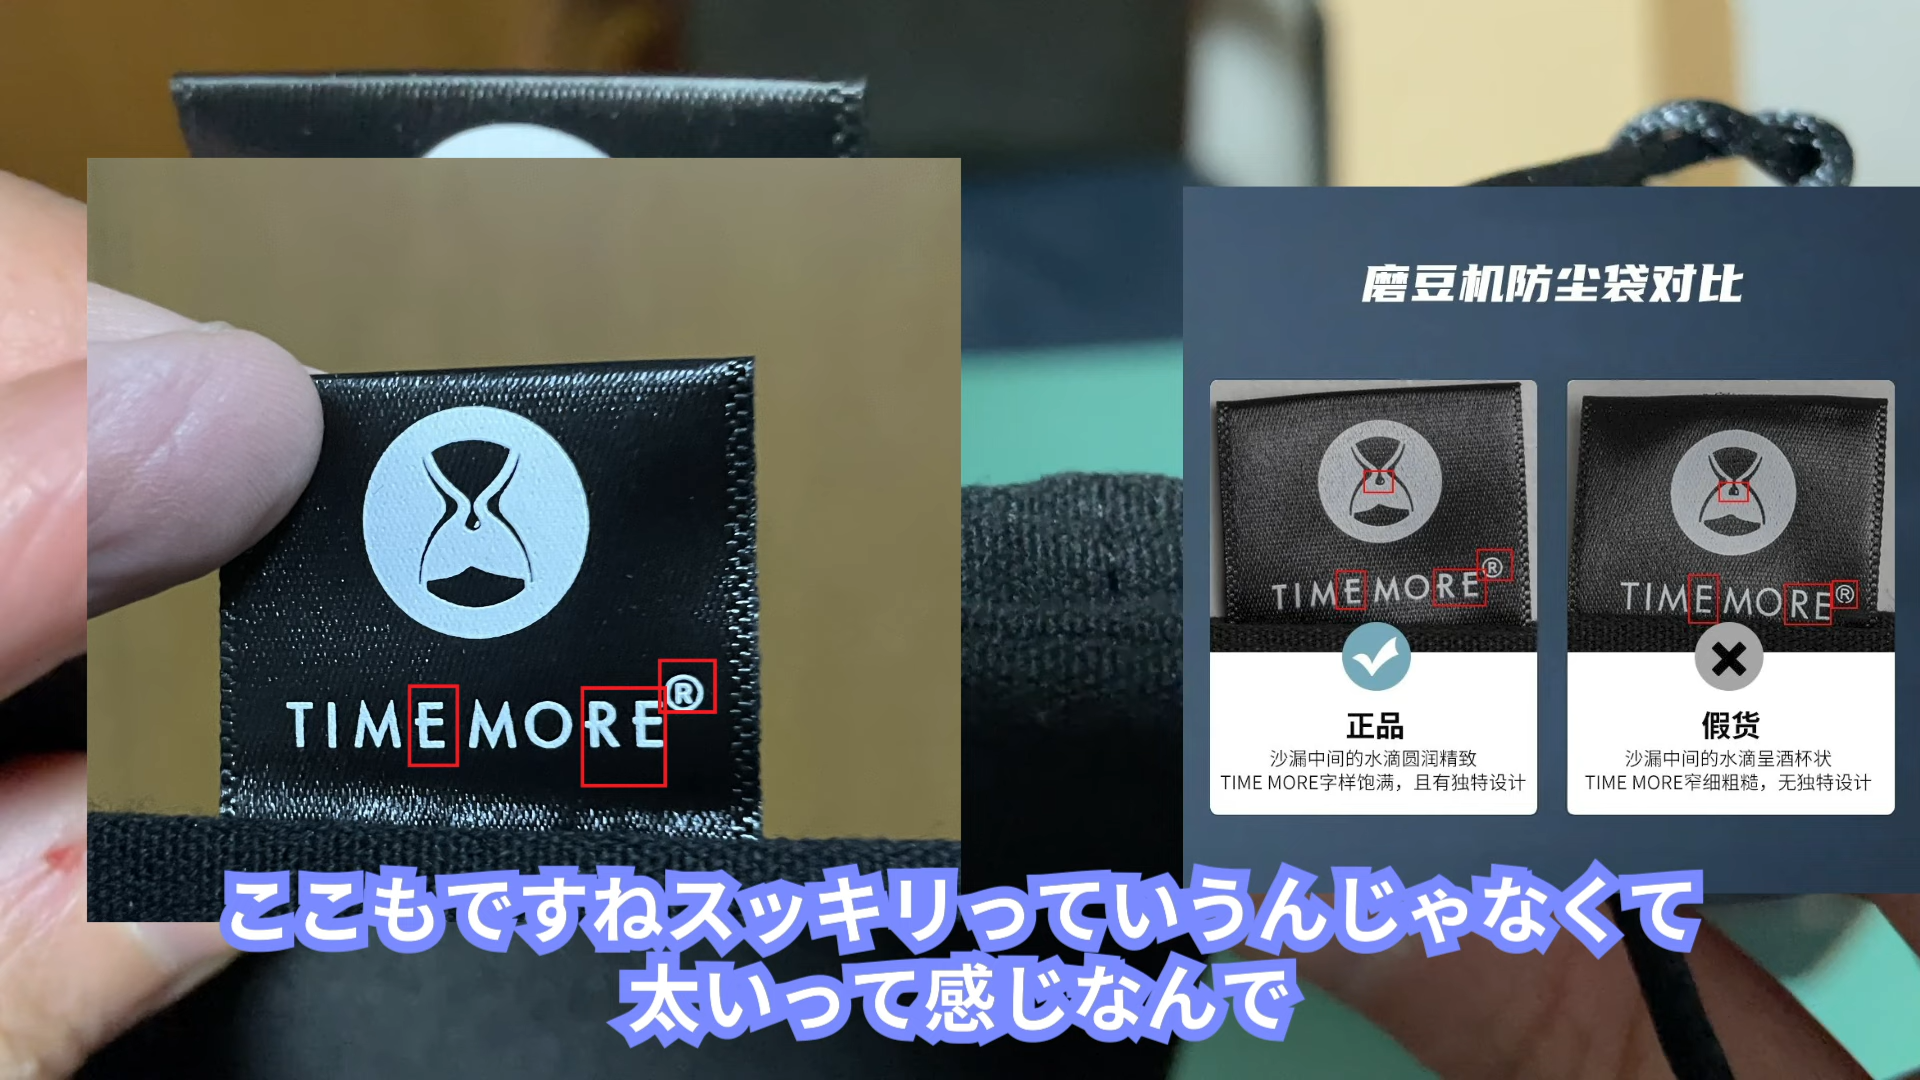 TIMEMORE®
磨豆机防尘袋对比
TIMEMORE®
TIMEMORE®
正品
沙漏中间的水滴圆润精致
TIME MORE字样饱满，且有独特设计
假货
沙漏中间的水滴呈酒杯状
TIME MORE窄细粗糙，无独特设计
ここもですねスッキリっていうんじゃなくて
太いって感じなんで